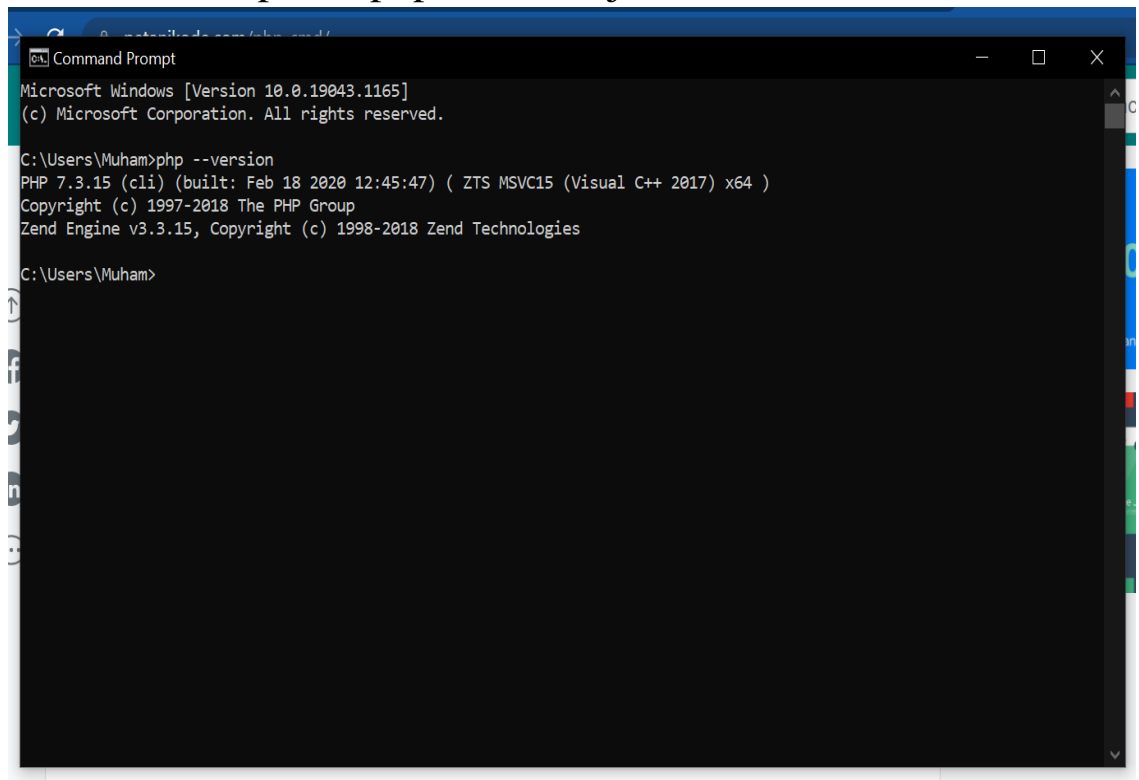 Command Prompt
Microsoft Windows [Version 10.0.19043.1165]
(c) Microsoft Corporation. All rights reserved.
C:\Users\Muham>php --version
PHP 7.3.15 (cli) (built: Feb 18 2020 12:45:47) ( ZTS MSVC15 (Visual C++ 2017) x64 )
Copyright (c) 1997-2018 The PHP Group
Zend Engine v3.3.15, Copyright (c) 1998-2018 Zend Technologies
C:\Users\Muham>